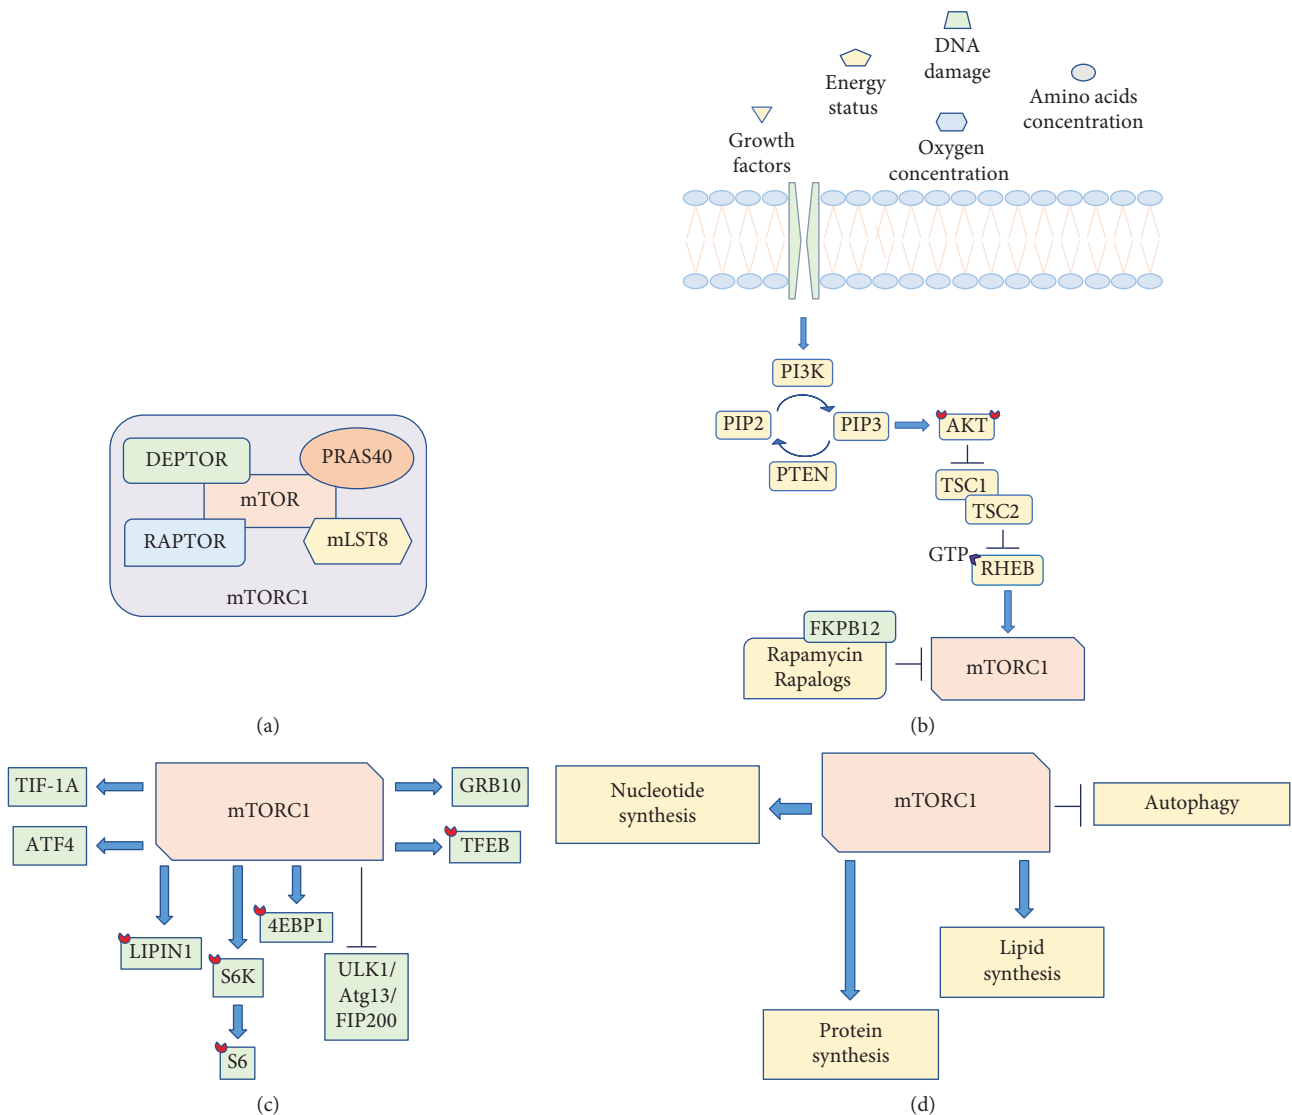 DEPTOR
PRAS40
mTOR
RAPTOR
mLST8
mTORC1
(a)
DNA
damage
Energy
status
Amino acids
concentration
Growth
factors
Oxygen
concentration
PI3K
PIP2
PIP3
AKT
PTEN
TSC1
TSC2
GTP
RHEB
FKPB12
Rapamycin
Rapalogs
mTORC1
(b)
TIF-1A
mTORC1
GRB10
ATF4
TFEB
LIPIN1
S6K
4EBP1
ULK1/
Atg13/
FIP200
S6
(c)
Nucleotide
synthesis
mTORC1
Autophagy
Lipid
synthesis
Protein
synthesis
(d)